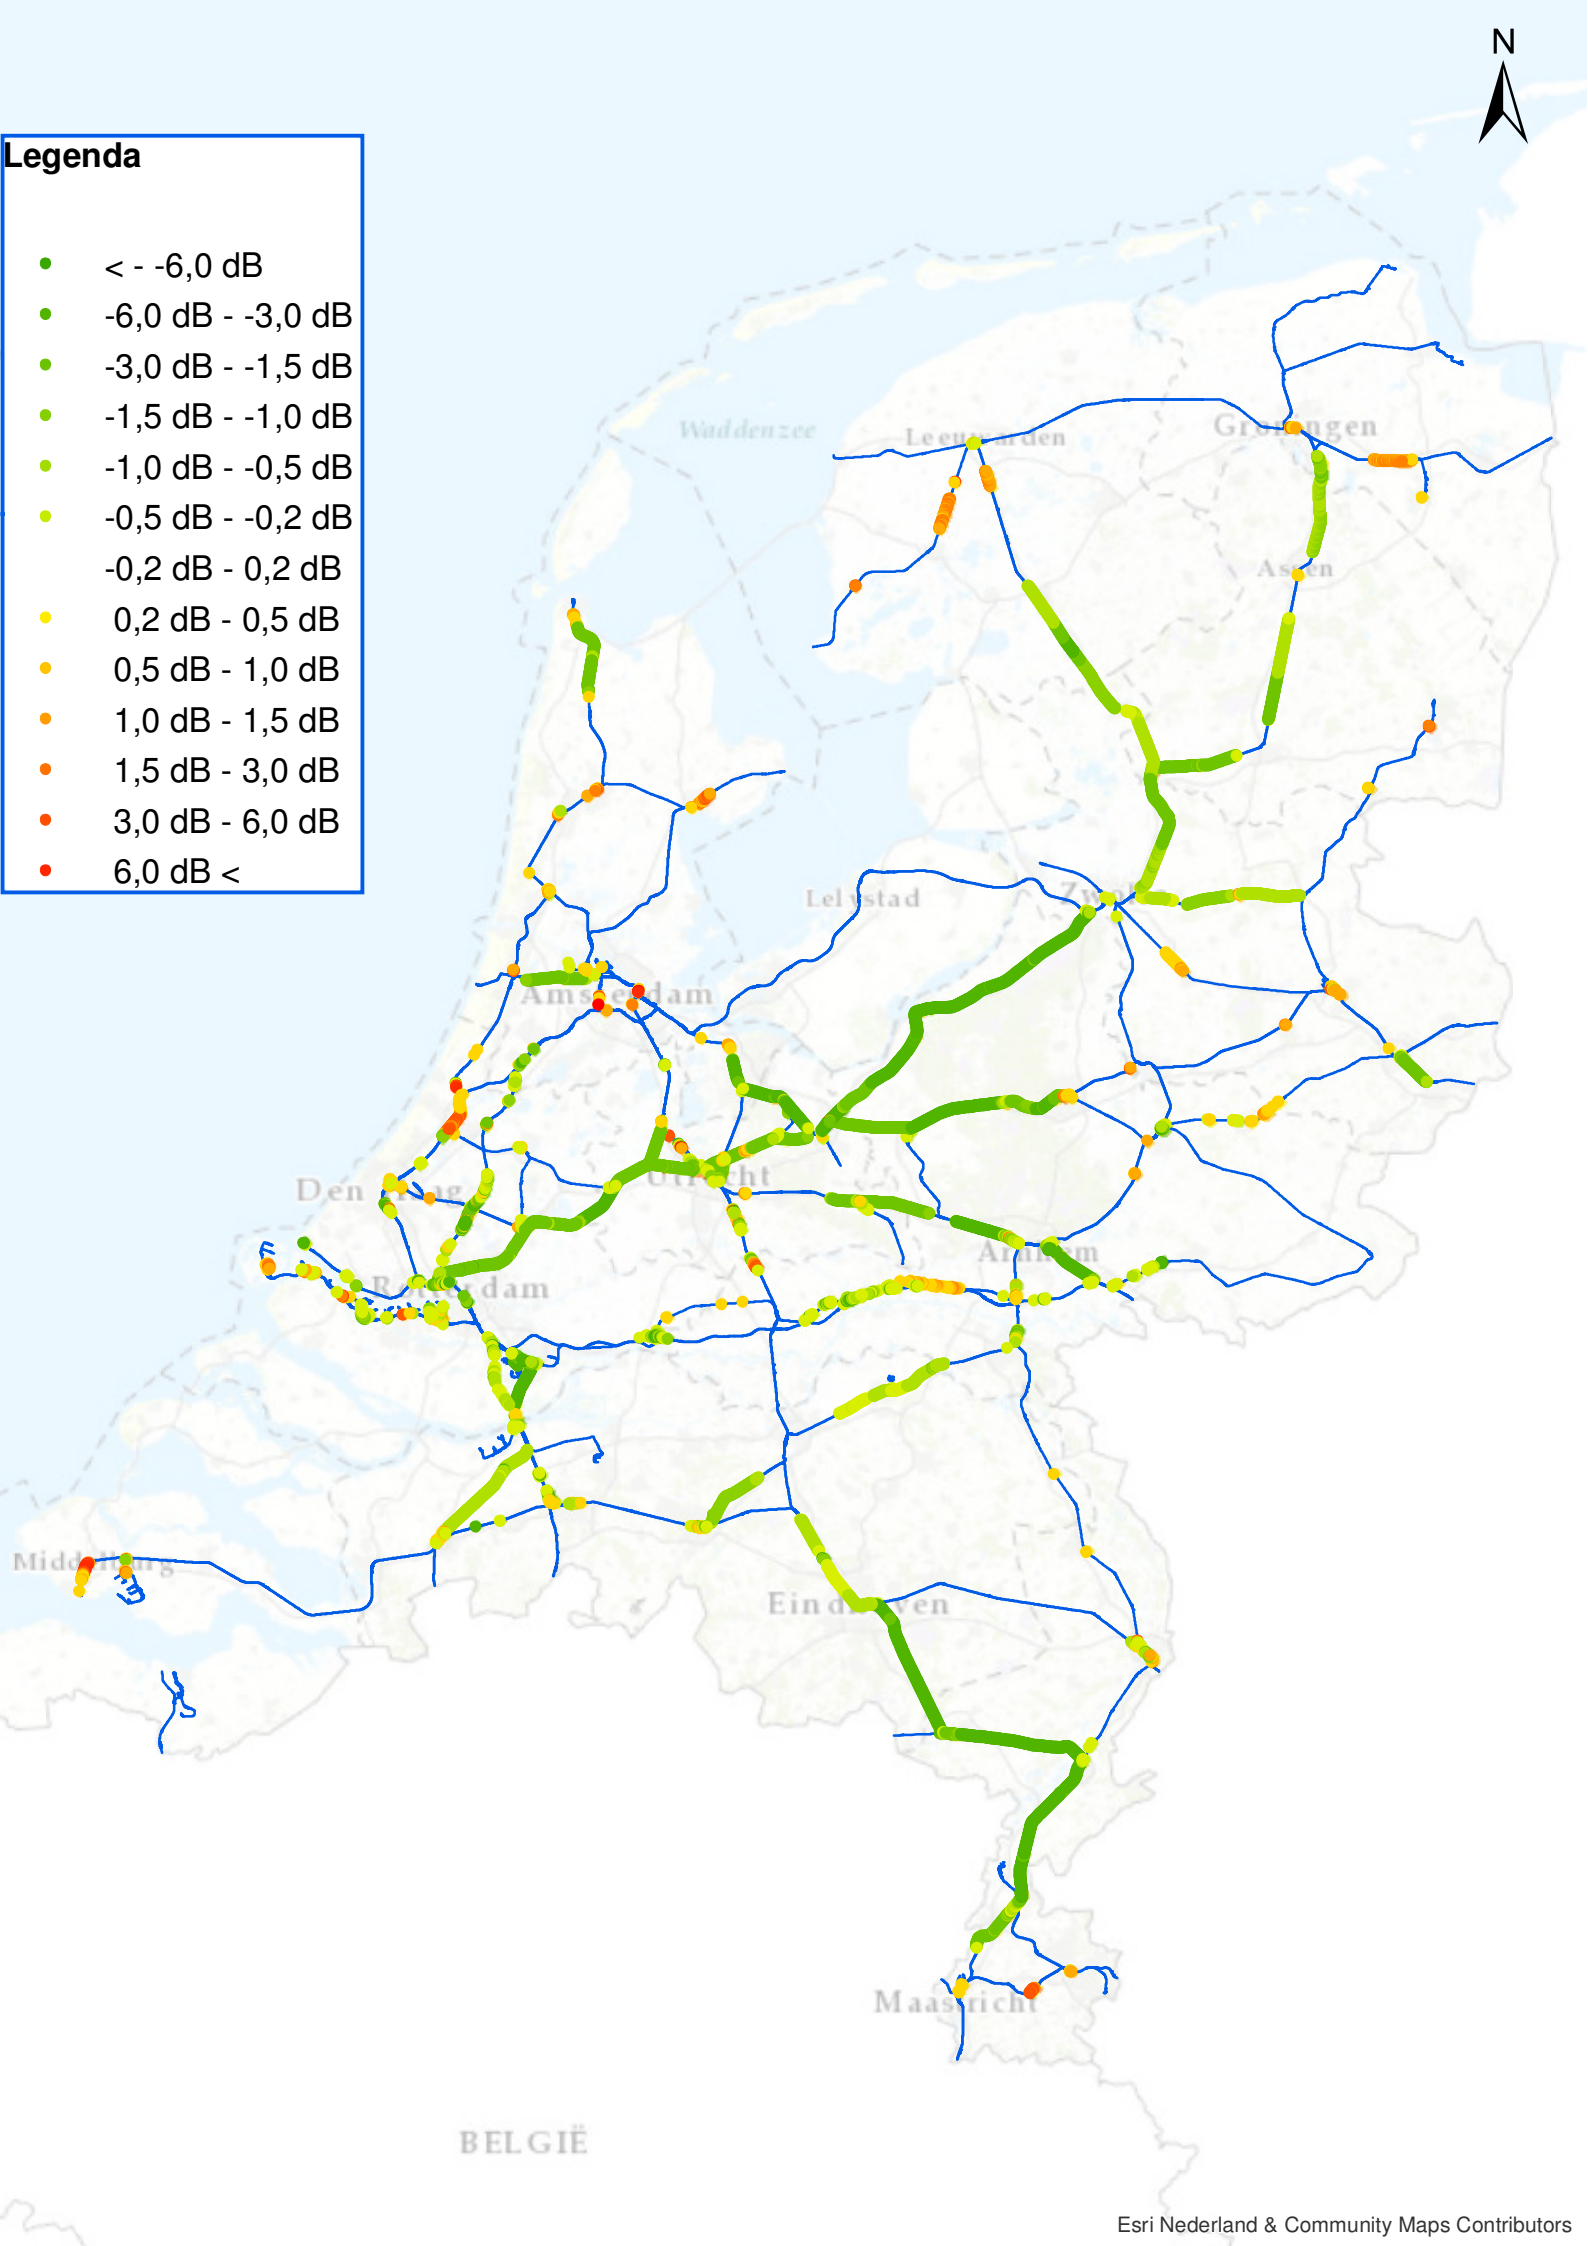 N
Legenda
< - -6,0 dB
-6,0 dB - -3,0 dB
-3,0 dB - -1,5 dB
-1,5 dB - -1,0 dB
-1,0 dB - -0,5 dB
-0,5 dB - -0,2 dB
-0,2 dB - 0,2 dB
0,2 dB - 0,5 dB
0,5 dB - 1,0 dB
1,0 dB - 1,5 dB
1,5 dB - 3,0 dB
3,0 dB - 6,0 dB
6,0 dB <
Waddenzee
Leeuwarden
Groningen
Assen
Lelystad
Zwolle
Amsterdam
Den Haag
Utrecht
Arnhem
Rotterdam
Middelburg
Eindhoven
Maastricht
BELGIË
Esri Nederland & Community Maps Contributors